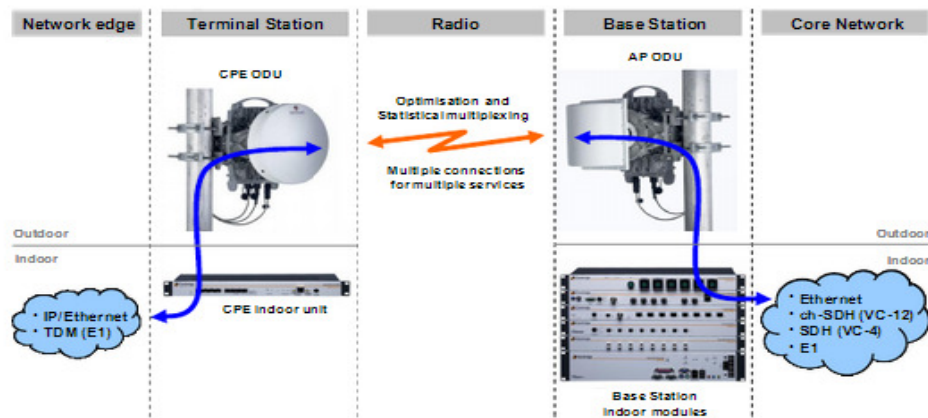 Network edge
Terminal Station
Radio
Base Station
Core Network
CPE ODU
AP ODU
Optimisation and
Statistical multiplexing
Multiple connections
for multiple services
Outdoor
Outdoor
Indoor
Indoor
• IP/Ethernet
• TDM (E1)
CPE indoor unit
• Ethernet
• ch-SDH (VC-12)
• SDH (VC-4)
• E1
Base Station
Indoor modules